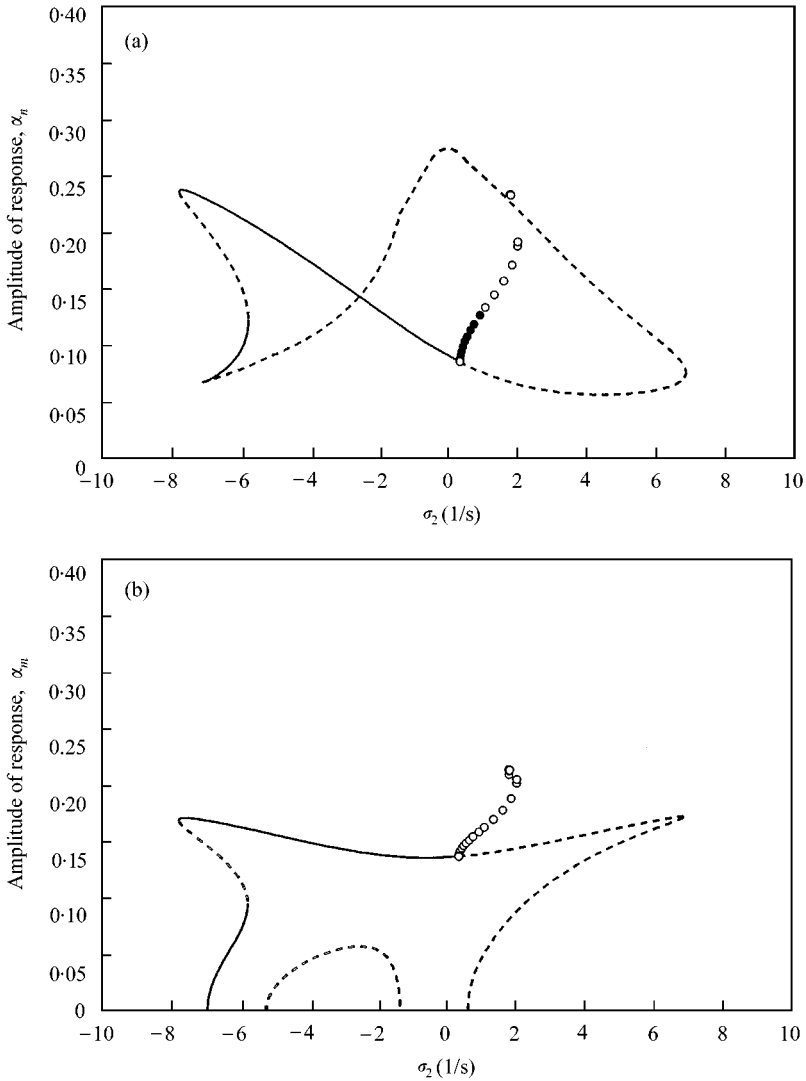 (a)
0·40
0·35
0·30
0·25
0·20
0·15
0·10
0·05
0
Amplitude of response, αₙ
−10 −8 −6 −4 −2 0 2 4 6 8 10
σ₂ (1/s)
(b)
0·40
0·35
0·30
0·25
0·20
0·15
0·10
0·05
0
Amplitude of response, αₘ
−10 −8 −6 −4 −2 0 2 4 6 8 10
σ₂ (1/s)